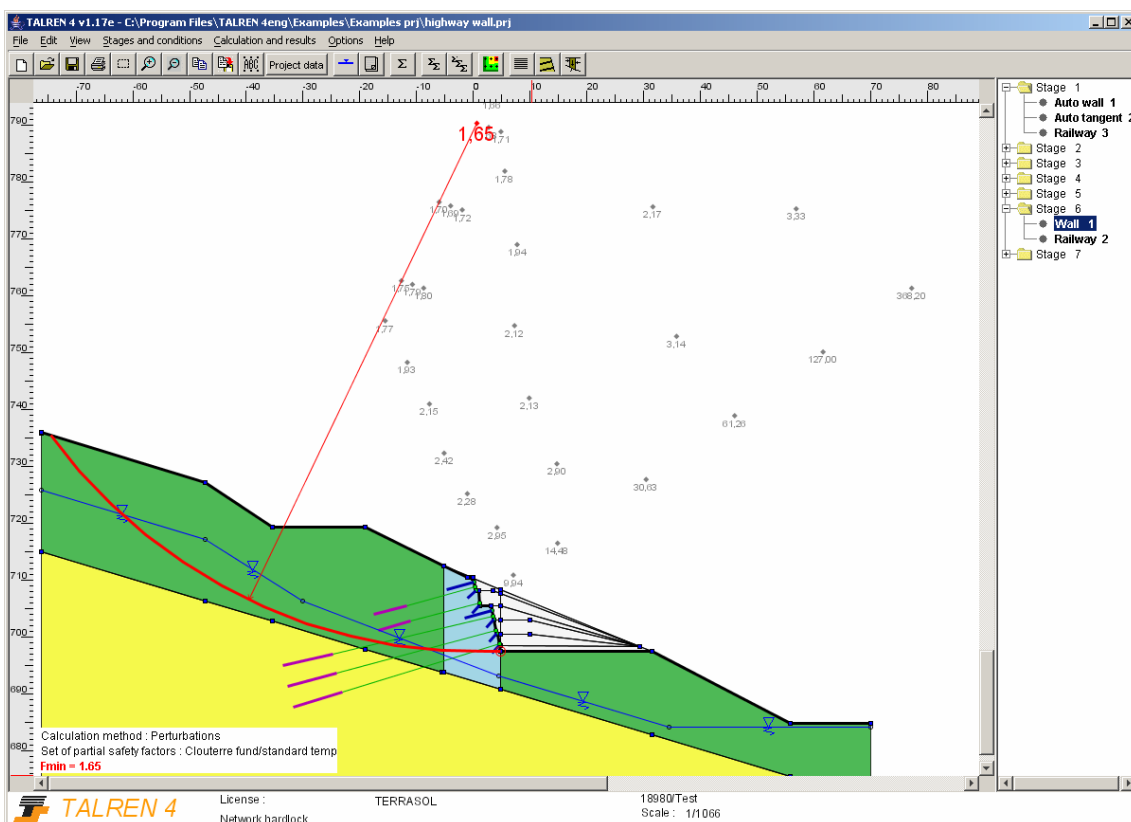 TALREN 4 v1.17e - C:\Program Files\TALREN 4eng\Examples\Examples prj\highway wall.prj
File Edit View Stages and conditions Calculation and results Options Help
Project data
-70 -60 -50 -40 -30 -20 -10 0 10 20 30 40 50 60 70 80
790
780
770
760
750
740
730
720
710
700
690
680
1,65
1,71
1,78
1,70
1,69
1,72
2,17
3,33
1,94
1,75
1,79
1,80
368,20
1,77
2,12
3,14
127,00
1,93
2,15
2,13
61,26
2,42
2,90
30,63
2,28
2,95
14,48
9,94
Calculation method : Perturbations
Set of partial safety factors : Clouterre fund/standard temp
Fmin = 1.65
Stage 1
Auto wall 1
Auto tangent 2
Railway 3
Stage 2
Stage 3
Stage 4
Stage 5
Stage 6
Wall 1
Railway 2
Stage 7
TALREN 4
License : TERRASOL 18980/Test
Network hardlock Scale : 1/1066